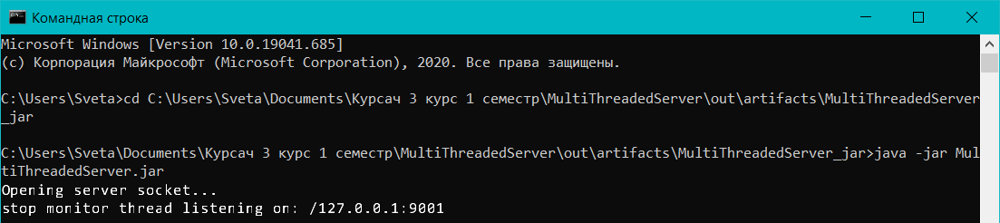 Командная строка
Microsoft Windows [Version 10.0.19041.685]
(c) Корпорация Майкрософт (Microsoft Corporation), 2020. Все права защищены.
C:\Users\Sveta>cd C:\Users\Sveta\Documents\Курсач 3 курс 1 семестр\MultiThreadedServer\out\artifacts\MultiThreadedServer
_jar
C:\Users\Sveta\Documents\Курсач 3 курс 1 семестр\MultiThreadedServer\out\artifacts\MultiThreadedServer_jar>java -jar Mul
tiThreadedServer.jar
Opening server socket...
stop monitor thread listening on: /127.0.0.1:9001